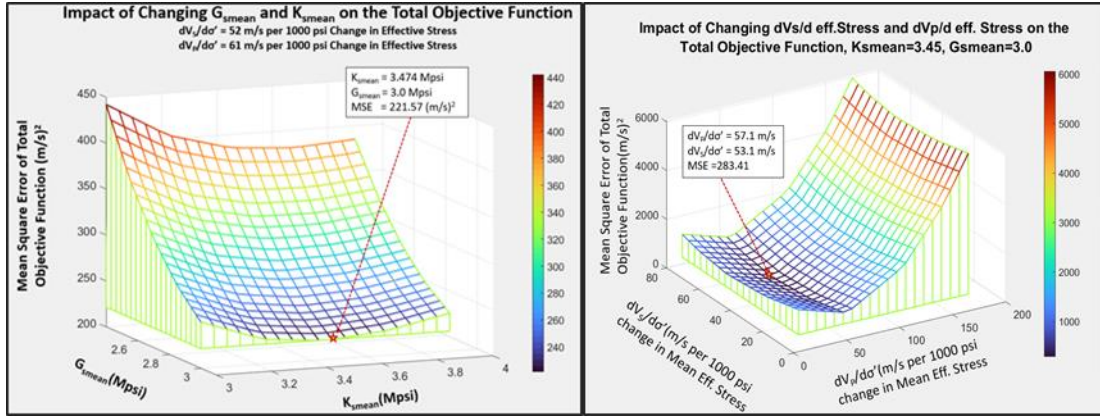 Impact of Changing Gsmean and Ksmean on the Total Objective Function
dVS/dσ' = 52 m/s per 1000 psi Change in Effective Stress
dVP/dσ' = 61 m/s per 1000 psi Change in Effective Stress
Ksmean = 3.474 Mpsi
Gsmean = 3.0 Mpsi
MSE = 221.57 (m/s)²
Mean Square Error of Total
Objective Function (m/s)²
450
400
350
300
250
200
2.6
2.8
3
Gsmean(Mpsi)
3
3.2
3.4
3.6
3.8
4
Ksmean(Mpsi)
440
420
400
380
360
340
320
300
280
260
240
Impact of Changing dVs/d eff.Stress and dVp/d eff. Stress on the
Total Objective Function, Ksmean=3.45, Gsmean=3.0
dVP/dσ' = 57.1 m/s
dVS/dσ' = 53.1 m/s
MSE =283.41
Mean Square Error of Total
Objective Function(m/s)²
6000
4000
2000
0
80
60
40
20
0
dVS/dσ'(m/s per 1000 psi
change in Mean Eff. Stress
0
50
100
150
200
dVP/dσ'(m/s per 1000 psi
change in Mean Eff. Stress
6000
5000
4000
3000
2000
1000